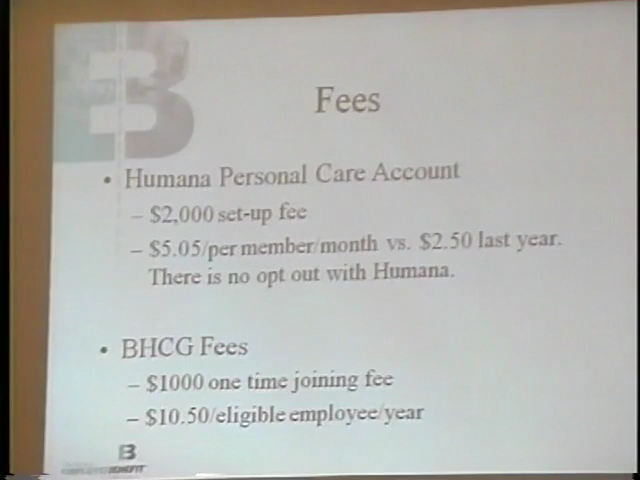 Fees
• Humana Personal Care Account
– $2,000 set-up fee
– $5.05/per member/month vs. $2.50 last year.
There is no opt out with Humana.
• BHCG Fees
– $1000 one time joining fee
– $10.50/eligible employee/year
B
BENEFIT